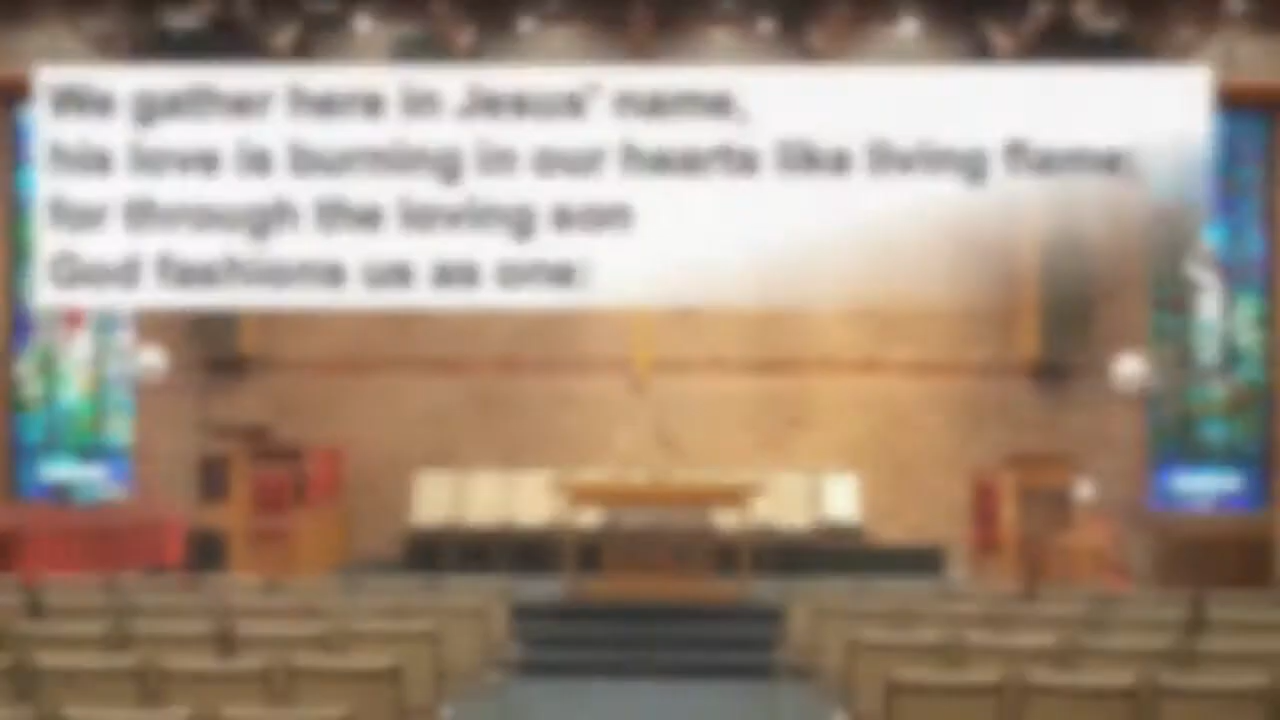 We gather here in Jesus' name,
his love is burning in our hearts like living flame;
for through the loving son
God fashions us as one: